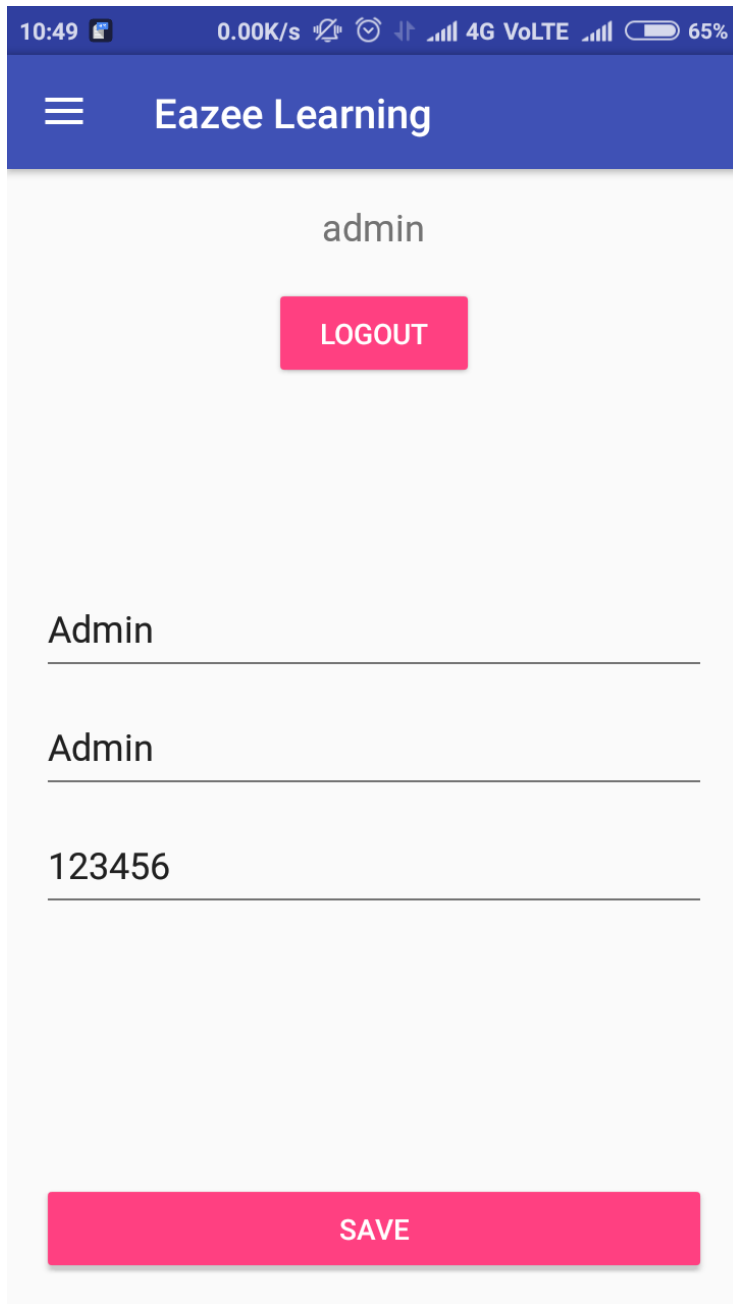 10:49 0.00K/s 4G VoLTE 65%
Eazee Learning
admin
LOGOUT
Admin
Admin
123456
SAVE